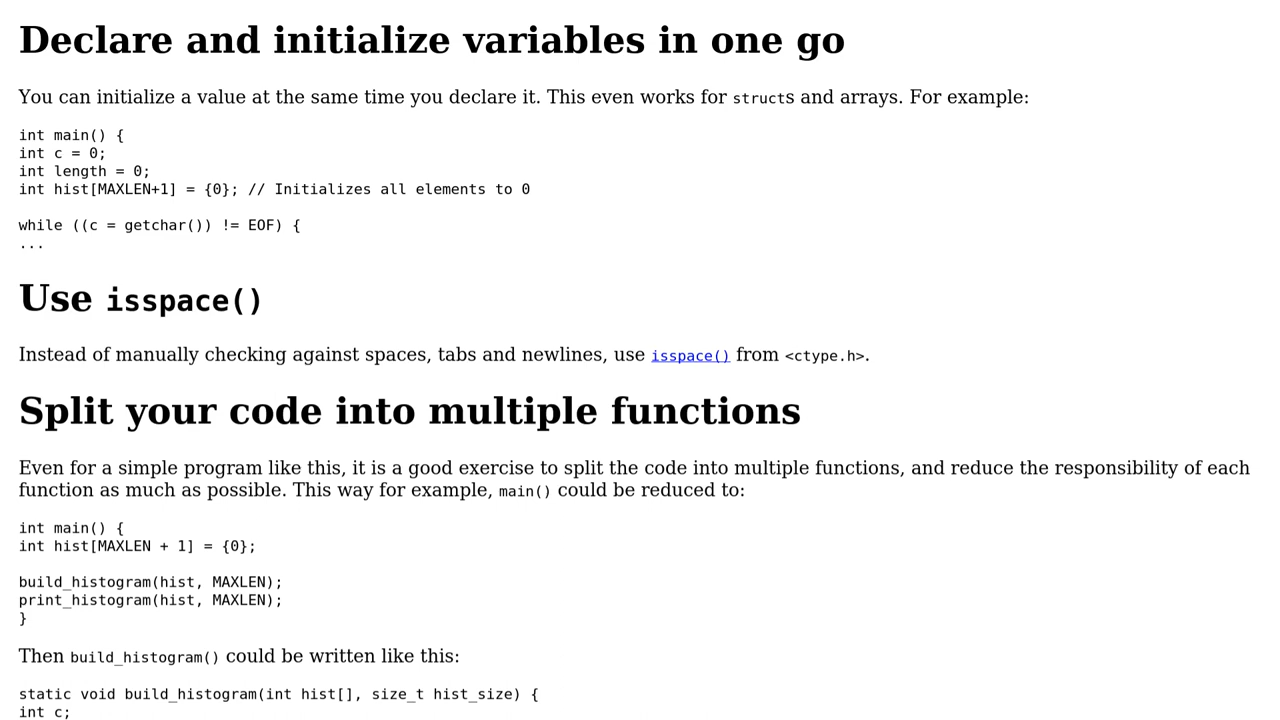 Declare and initialize variables in one go
You can initialize a value at the same time you declare it. This even works for structs and arrays. For example:
int main() {
int c = 0;
int length = 0;
int hist[MAXLEN+1] = {0}; // Initializes all elements to 0
while ((c = getchar()) != EOF) {
...
Use isspace()
Instead of manually checking against spaces, tabs and newlines, use isspace() from <ctype.h>.
Split your code into multiple functions
Even for a simple program like this, it is a good exercise to split the code into multiple functions, and reduce the responsibility of each
function as much as possible. This way for example, main() could be reduced to:
int main() {
int hist[MAXLEN + 1] = {0};
build_histogram(hist, MAXLEN);
print_histogram(hist, MAXLEN);
}
Then build_histogram() could be written like this:
static void build_histogram(int hist[], size_t hist_size) {
int c;